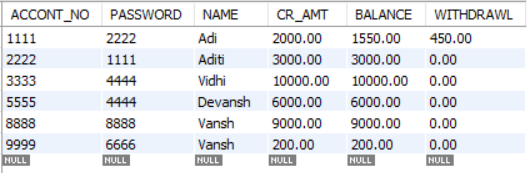 ACCONT_NO PASSWORD NAME CR_AMT BALANCE WITHDRAWL
1111 2222 Adi 2000.00 1550.00 450.00
2222 1111 Aditi 3000.00 3000.00 0.00
3333 4444 Vidhi 10000.00 10000.00 0.00
5555 4444 Devansh 6000.00 6000.00 0.00
8888 8888 Vansh 9000.00 9000.00 0.00
9999 6666 Vansh 200.00 200.00 0.00
NULL NULL NULL NULL NULL NULL